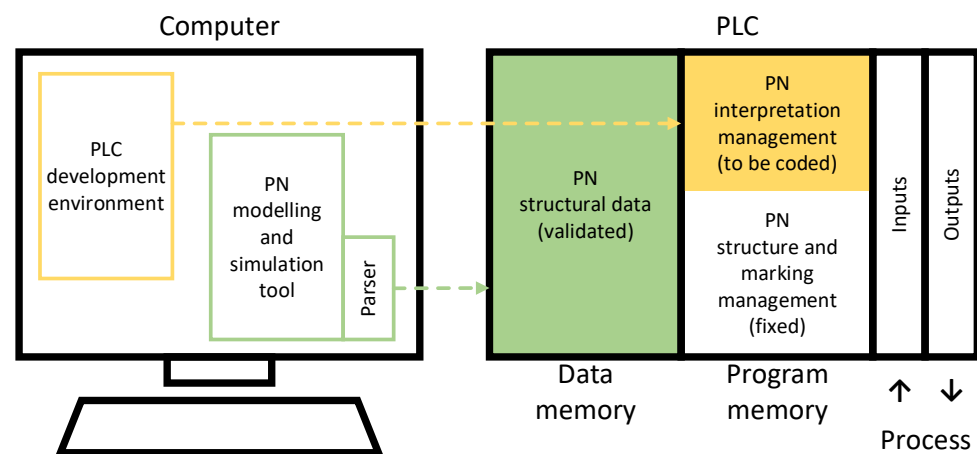 Computer
PLC
development
environment
PN
modelling
and
simulation
tool
Parser
PLC
PN
structural data
(validated)
PN
interpretation
management
(to be coded)
PN
structure and
marking
management
(fixed)
Inputs
Outputs
Data
memory
Program
memory
↑ ↓
Process